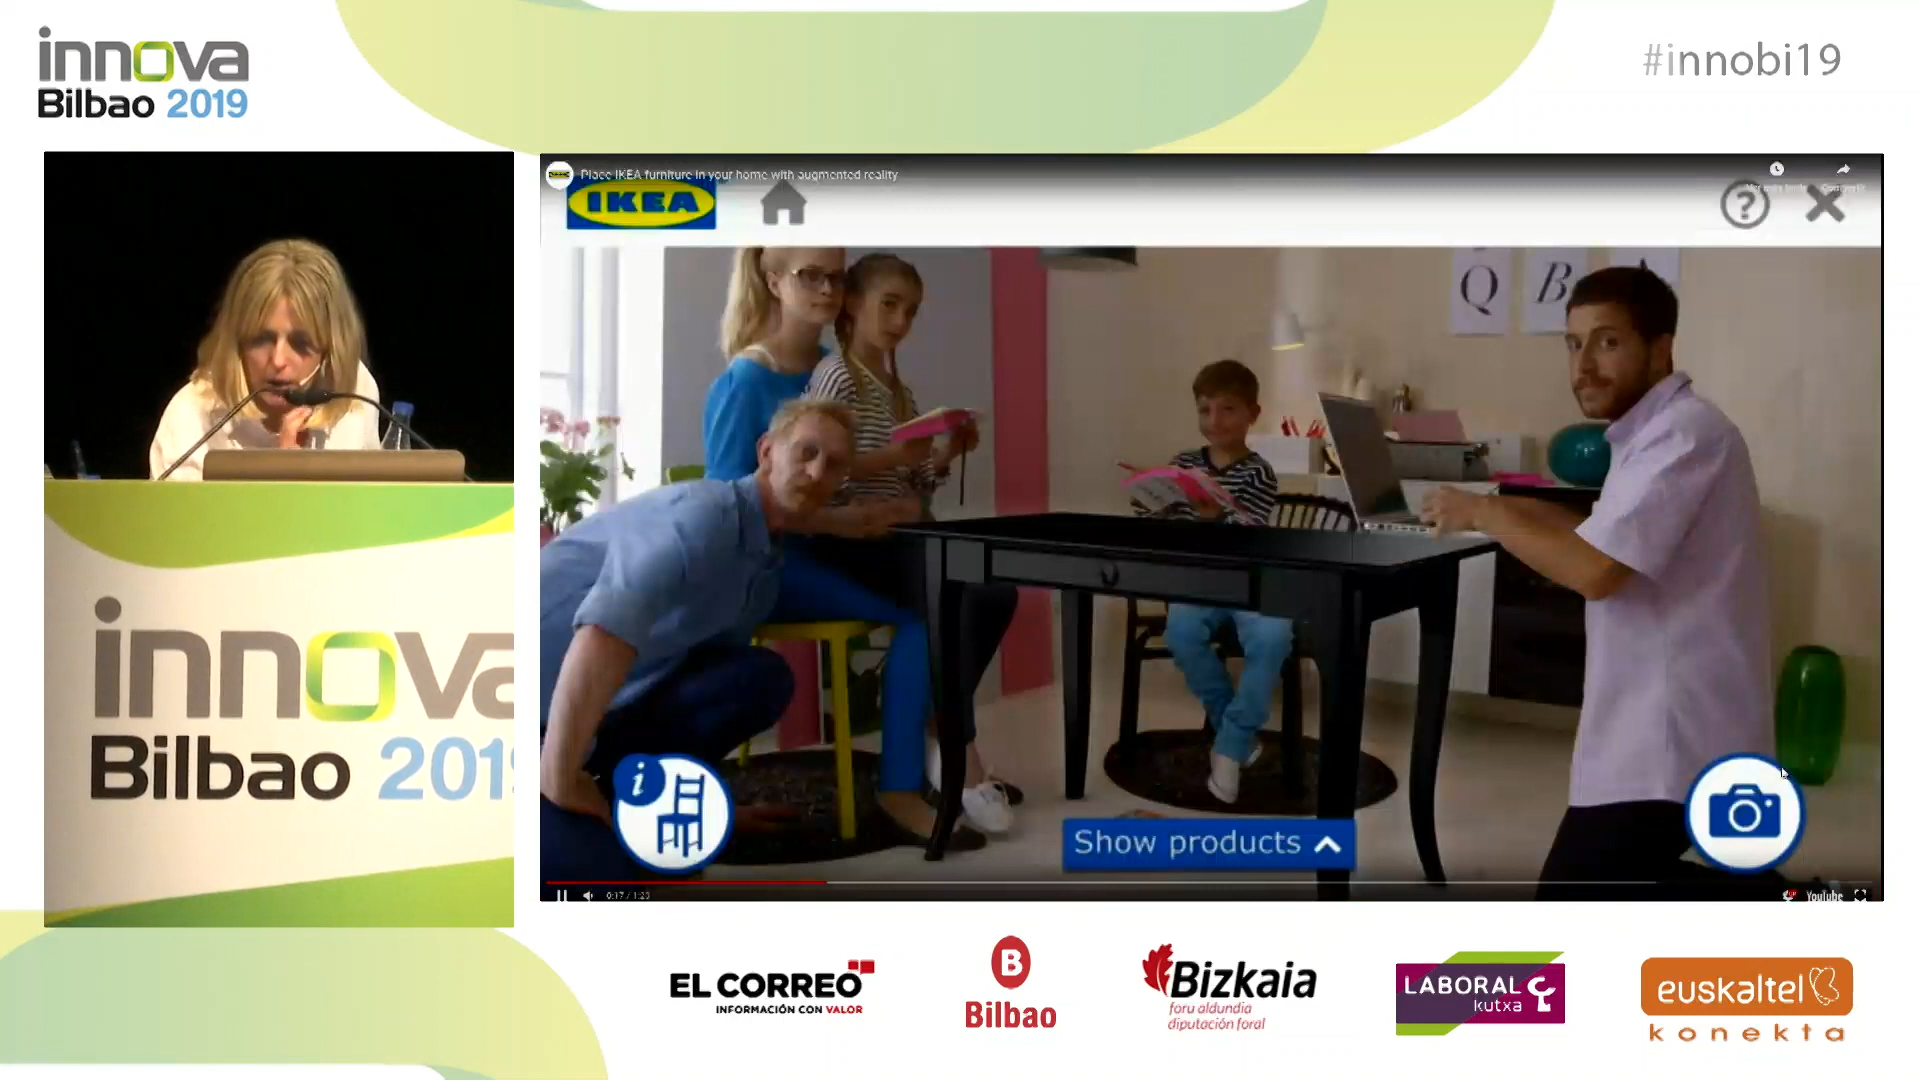 innova
Bilbao 2019
#innobi19
Place IKEA furniture in your home with augmented reality
IKEA
?
Q
B
i
Show products
0:17 / 1:23
YouTube
innova
Bilbao 201
EL CORREO
INFORMACIÓN CON VALOR
B
Bilbao
Bizkaia
foru aldundia
diputación foral
LABORAL
kutxa
euskaltel
konekta